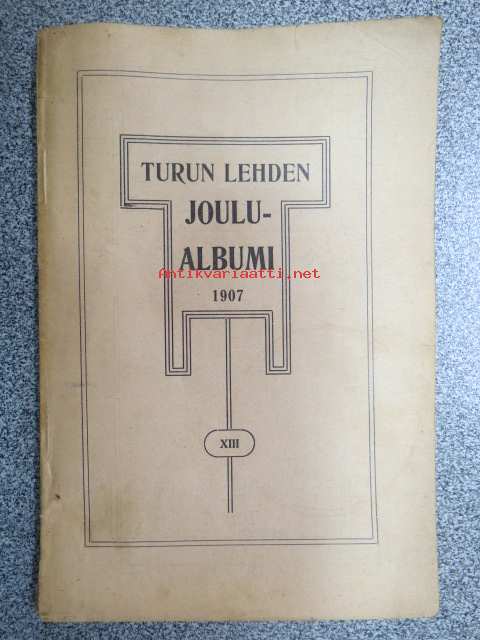 TURUN LEHDEN
JOULU-
ALBUMI
Antikvariaatti.net
1907
XIII